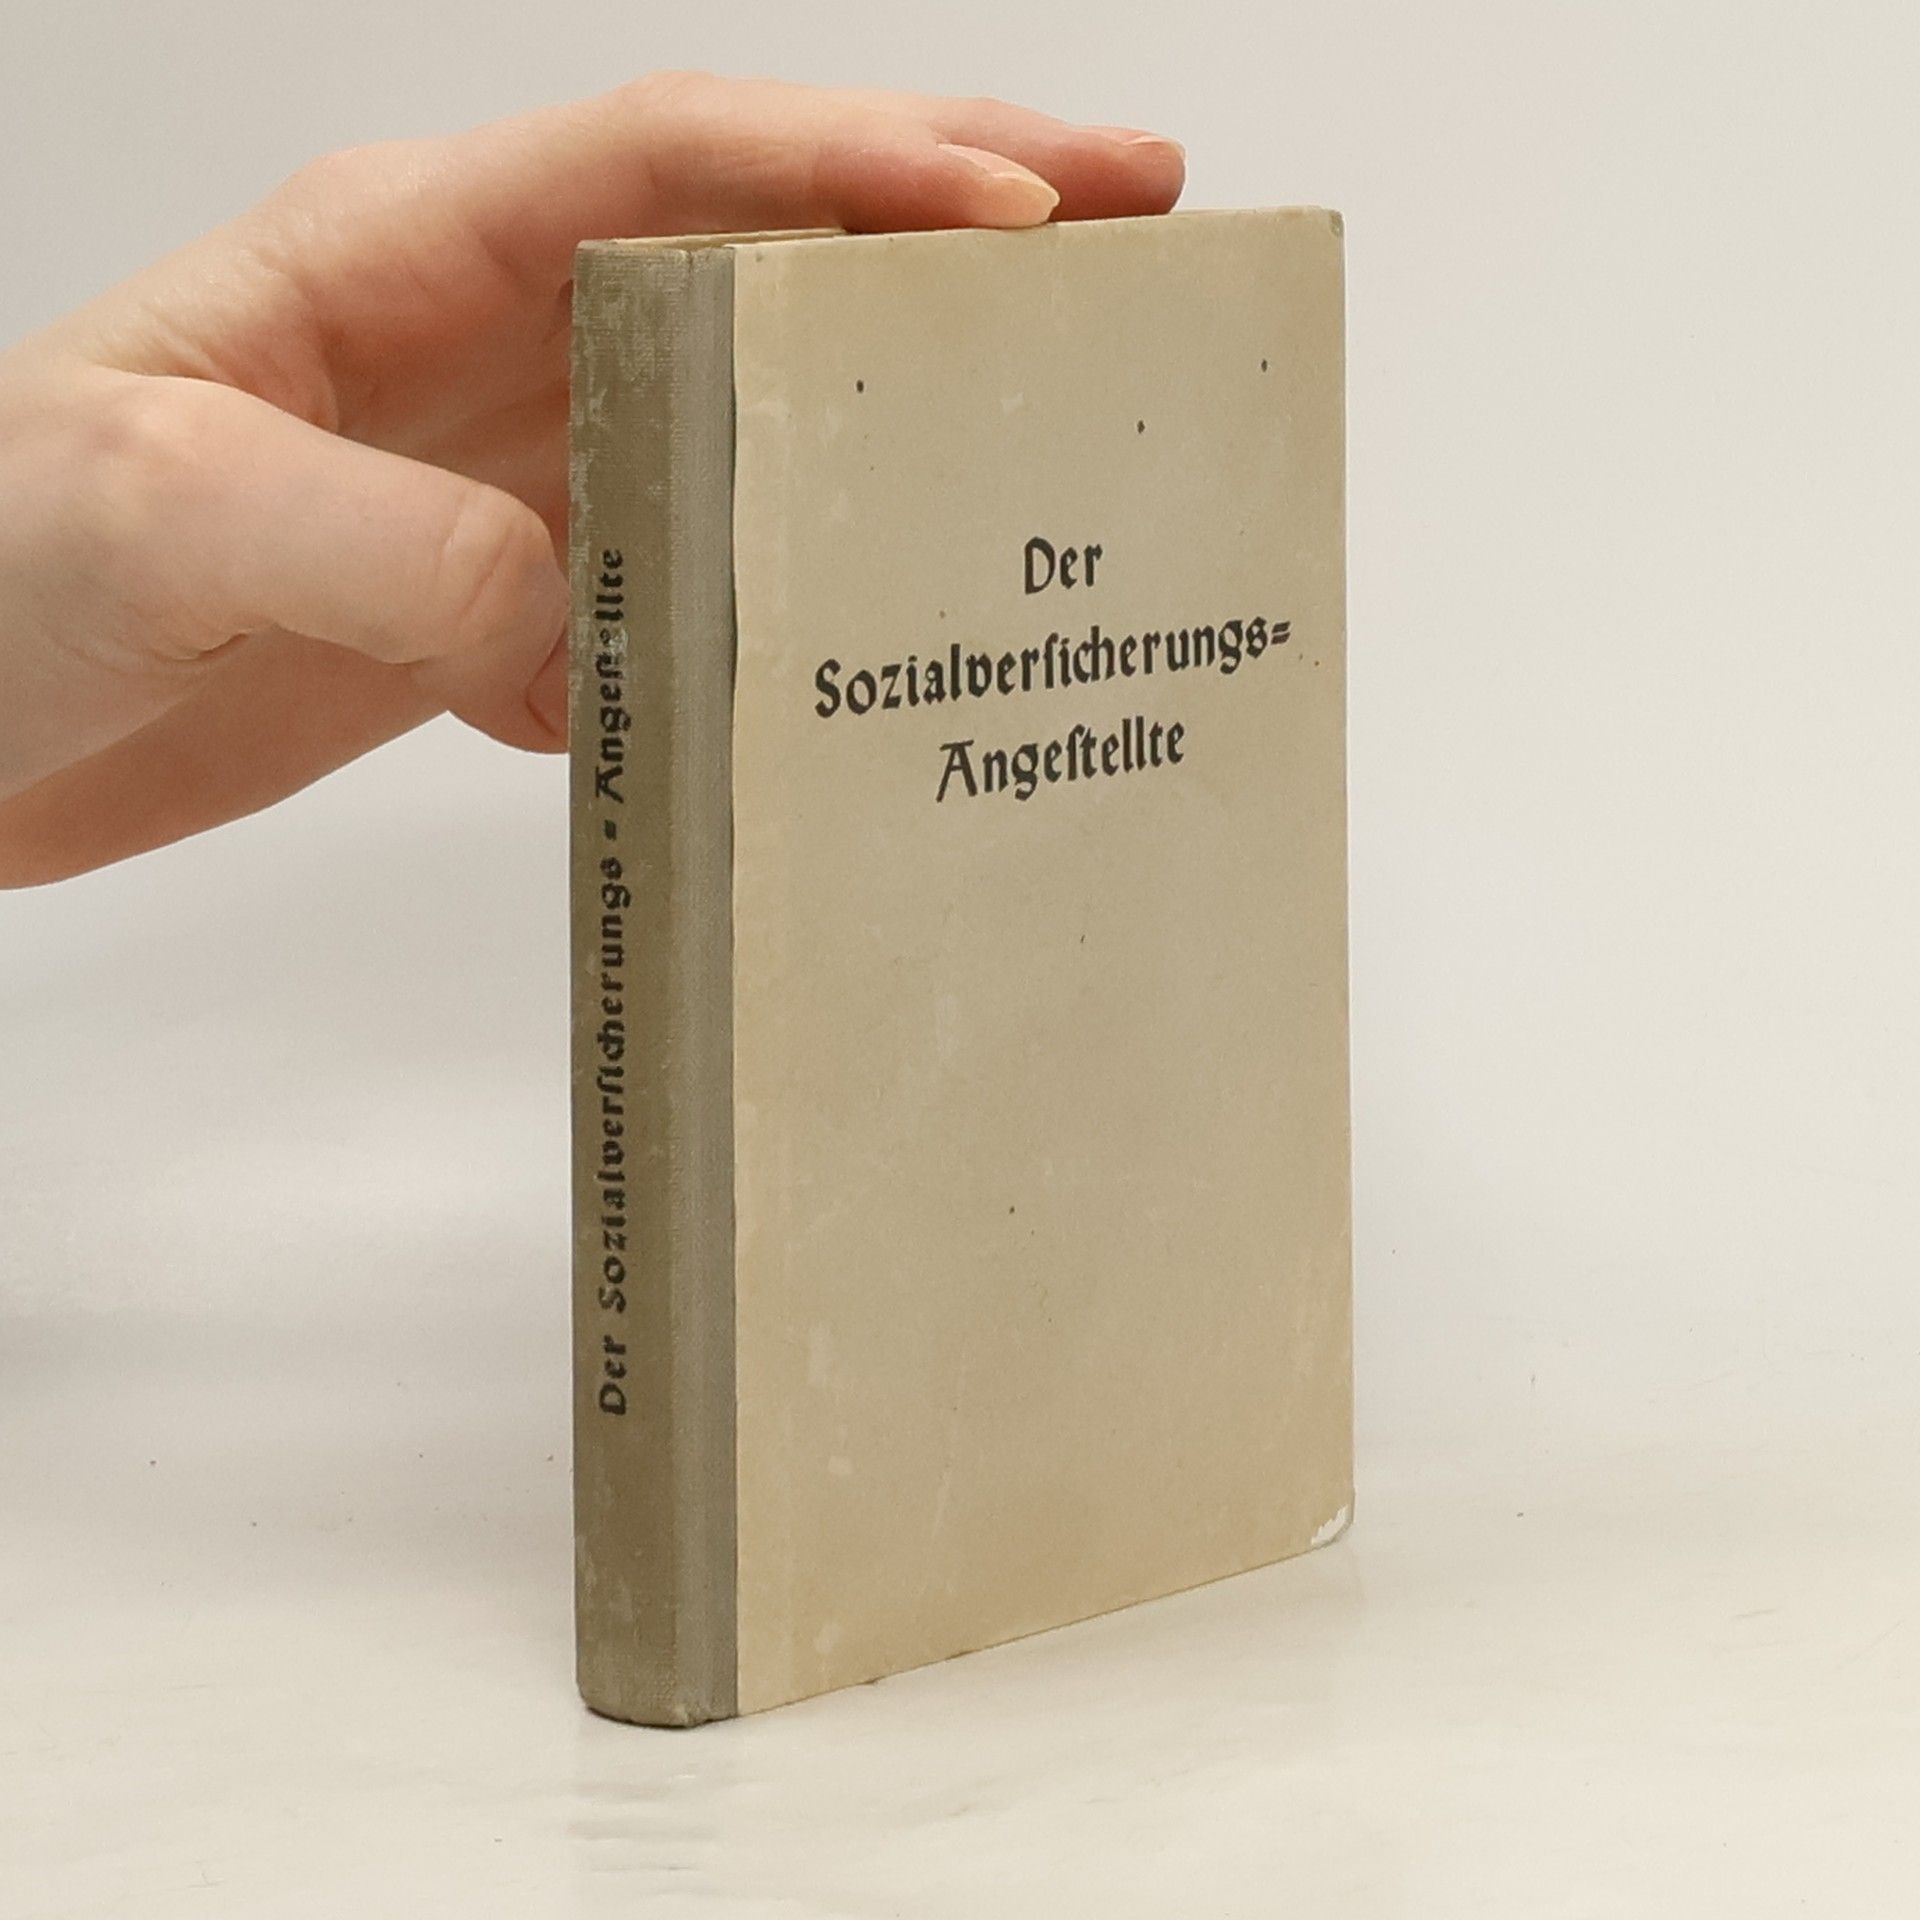 Der Sozialverſicherungs = Angeſtellte
Der
Sozialverſicherungs=
Angeſtellte